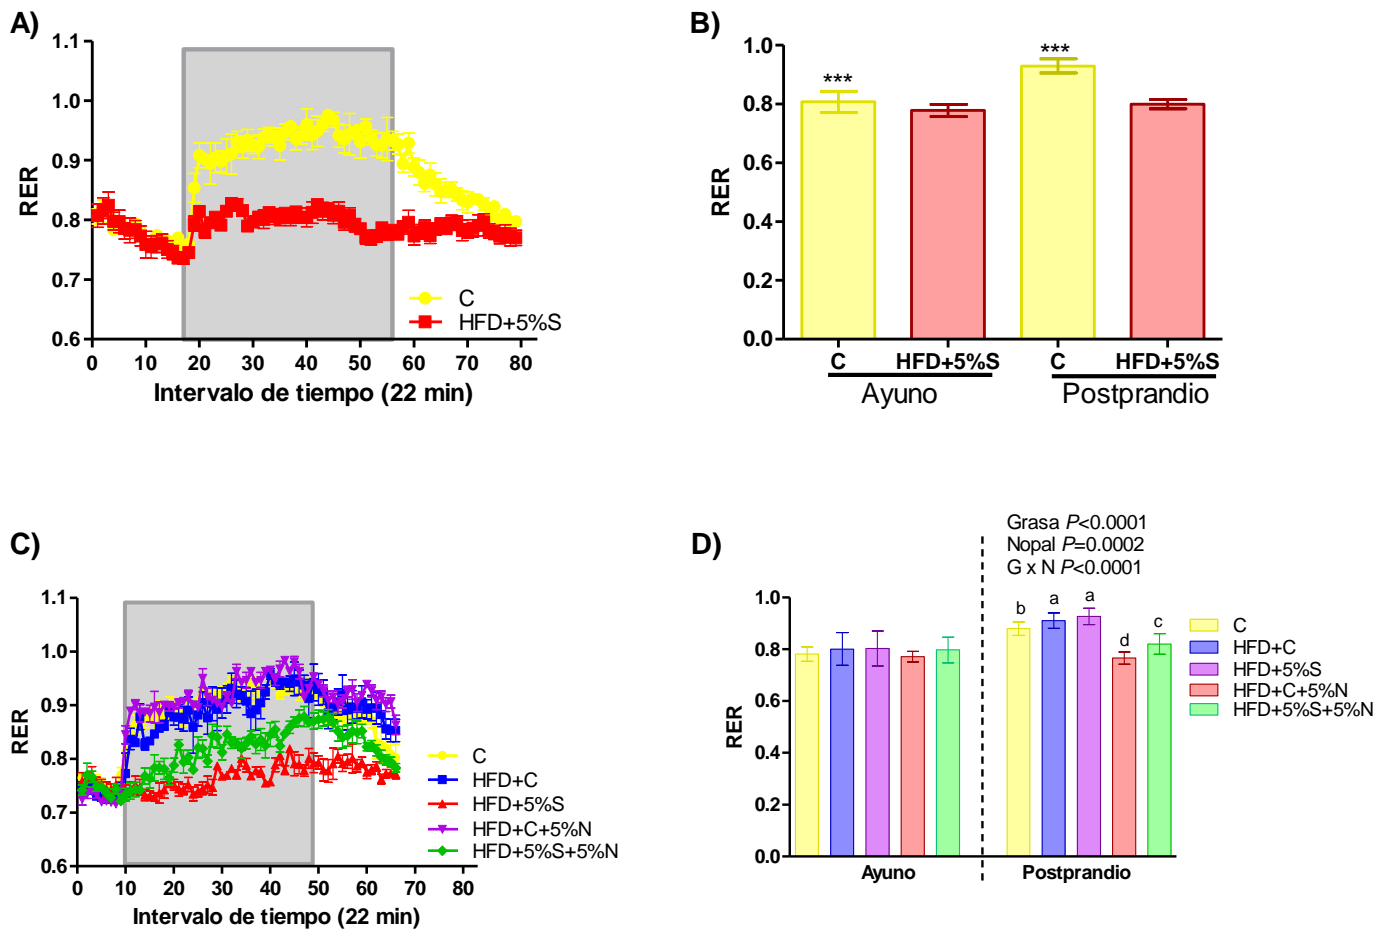 A)
1.1
1.0
0.9
0.8
0.7
0.6
RER
0 10 20 30 40 50 60 70 80
Intervalo de tiempo (22 min)
C
HFD+5%S
B)
1.0
0.8
0.6
0.4
0.2
0.0
RER
***
***
C HFD+5%S C HFD+5%S
Ayuno Postprandio
C)
1.1
1.0
0.9
0.8
0.7
0.6
RER
0 10 20 30 40 50 60 70 80
Intervalo de tiempo (22 min)
C
HFD+C
HFD+5%S
HFD+C+5%N
HFD+5%S+5%N
D)
Grasa P<0.0001
Nopal P=0.0002
G x N P<0.0001
1.0
0.8
0.6
0.4
0.2
0.0
RER
b a a d c
Ayuno Postprandio
C
HFD+C
HFD+5%S
HFD+C+5%N
HFD+5%S+5%N